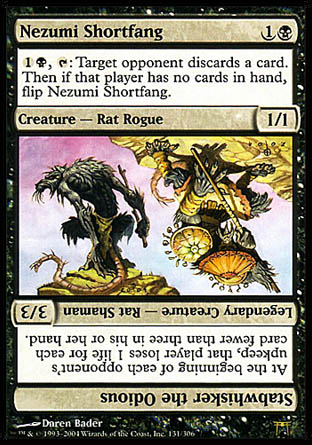 Nezumi Shortfang 1
1, : Target opponent discards a card.
Then if that player has no cards in hand,
flip Nezumi Shortfang.
Creature — Rat Rogue
1/1
Stabwhisker the Odious
At the beginning of each opponent's
upkeep, that player loses 1 life for each
card fewer than three in his or her hand.
Legendary Creature — Rat Shaman
3/3
Daren Bader
™ & © 1993–2004 Wizards of the Coast, Inc. 131/306